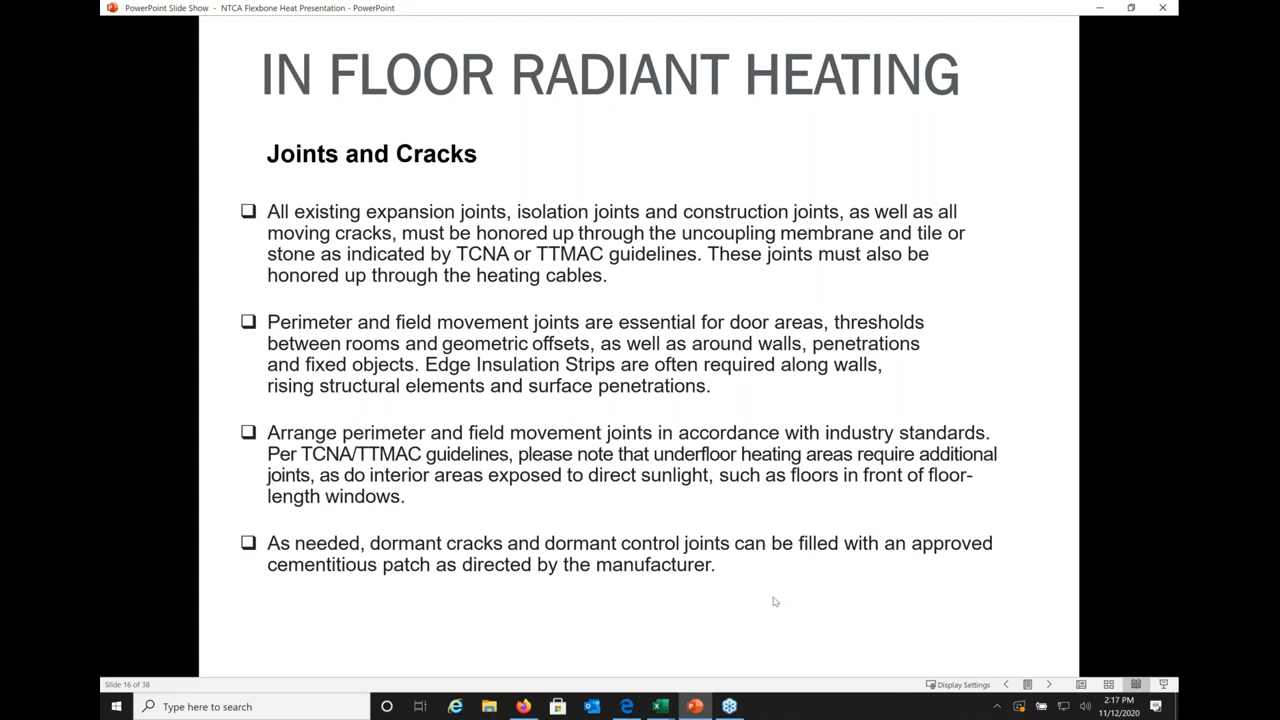 PowerPoint Slide Show - NTCA Flexbone Heat Presentation - PowerPoint
IN FLOOR RADIANT HEATING
Joints and Cracks
All existing expansion joints, isolation joints and construction joints, as well as all
moving cracks, must be honored up through the uncoupling membrane and tile or
stone as indicated by TCNA or TTMAC guidelines. These joints must also be
honored up through the heating cables.
Perimeter and field movement joints are essential for door areas, thresholds
between rooms and geometric offsets, as well as around walls, penetrations
and fixed objects. Edge Insulation Strips are often required along walls,
rising structural elements and surface penetrations.
Arrange perimeter and field movement joints in accordance with industry standards.
Per TCNA/TTMAC guidelines, please note that underfloor heating areas require additional
joints, as do interior areas exposed to direct sunlight, such as floors in front of floor-
length windows.
As needed, dormant cracks and dormant control joints can be filled with an approved
cementitious patch as directed by the manufacturer.
Slide 16 of 38
Display Settings
Type here to search
2:17 PM
11/12/2020